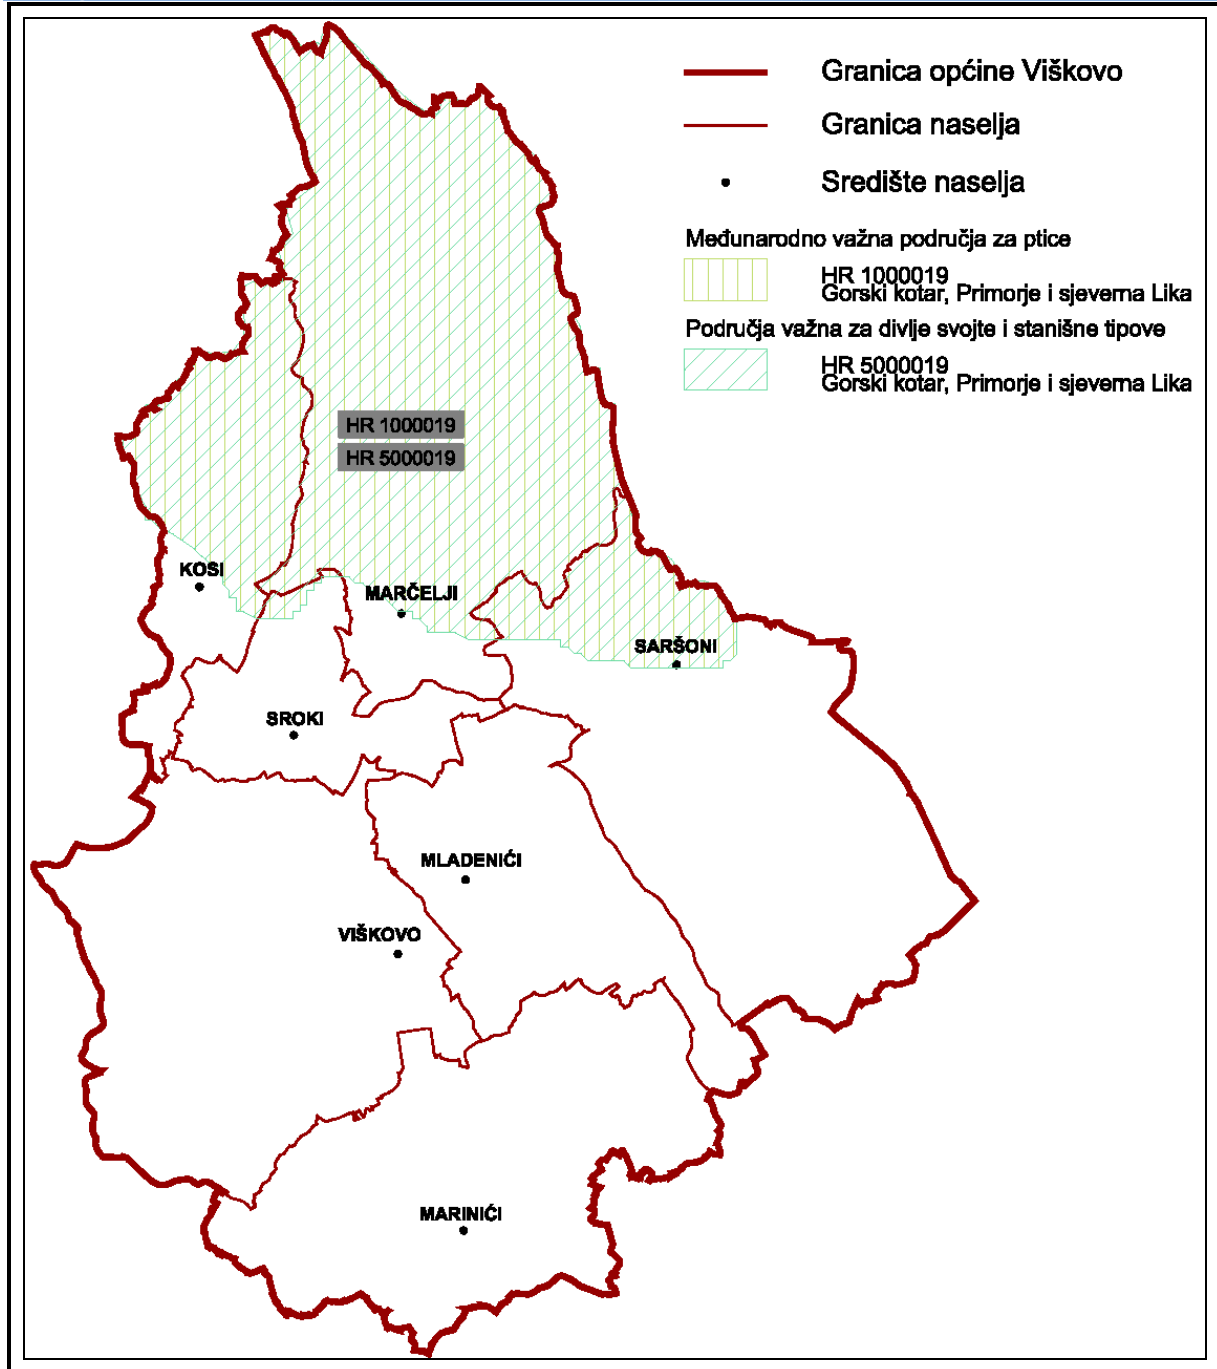 Granica općine Viškovo
Granica naselja
Središte naselja
Međunarodno važna područja za ptice
HR 1000019
Gorski kotar, Primorje i sjeverna Lika
Područja važna za divlje svojte i stanišne tipove
HR 5000019
Gorski kotar, Primorje i sjeverna Lika
HR 1000019
HR 5000019
KOSI
MARČELJI
SARŠONI
SROKI
MLADENIĆI
VIŠKOVO
MARINIĆI